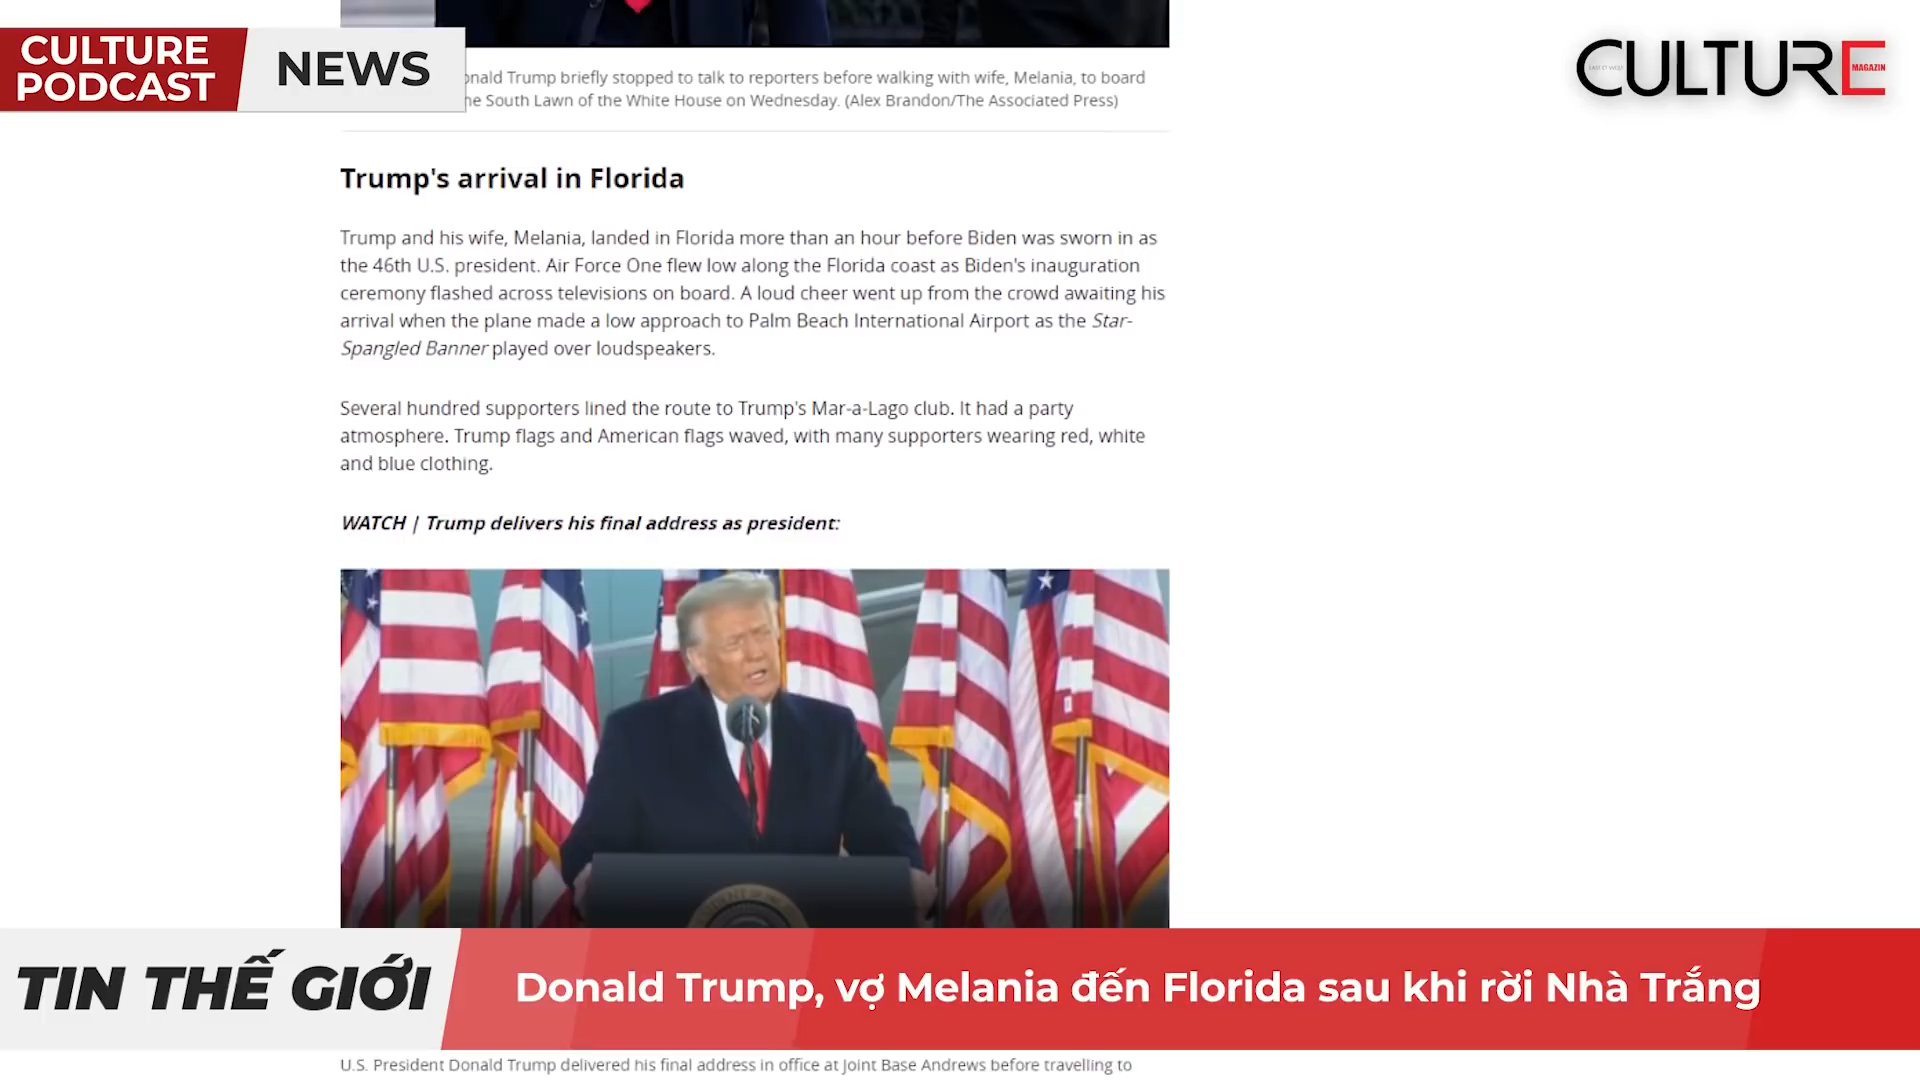 CULTURE
PODCAST
NEWS
CULTURE
MAGAZIN
onald Trump briefly stopped to talk to reporters before walking with wife, Melania, to board
he South Lawn of the White House on Wednesday. (Alex Brandon/The Associated Press)
Trump's arrival in Florida
Trump and his wife, Melania, landed in Florida more than an hour before Biden was sworn in as
the 46th U.S. president. Air Force One flew low along the Florida coast as Biden's inauguration
ceremony flashed across televisions on board. A loud cheer went up from the crowd awaiting his
arrival when the plane made a low approach to Palm Beach International Airport as the Star-
Spangled Banner played over loudspeakers.
Several hundred supporters lined the route to Trump's Mar-a-Lago club. It had a party
atmosphere. Trump flags and American flags waved, with many supporters wearing red, white
and blue clothing.
WATCH | Trump delivers his final address as president:
TIN THẾ GIỚI
Donald Trump, vợ Melania đến Florida sau khi rời Nhà Trắng
U.S. President Donald Trump delivered his final address in office at Joint Base Andrews before travelling to